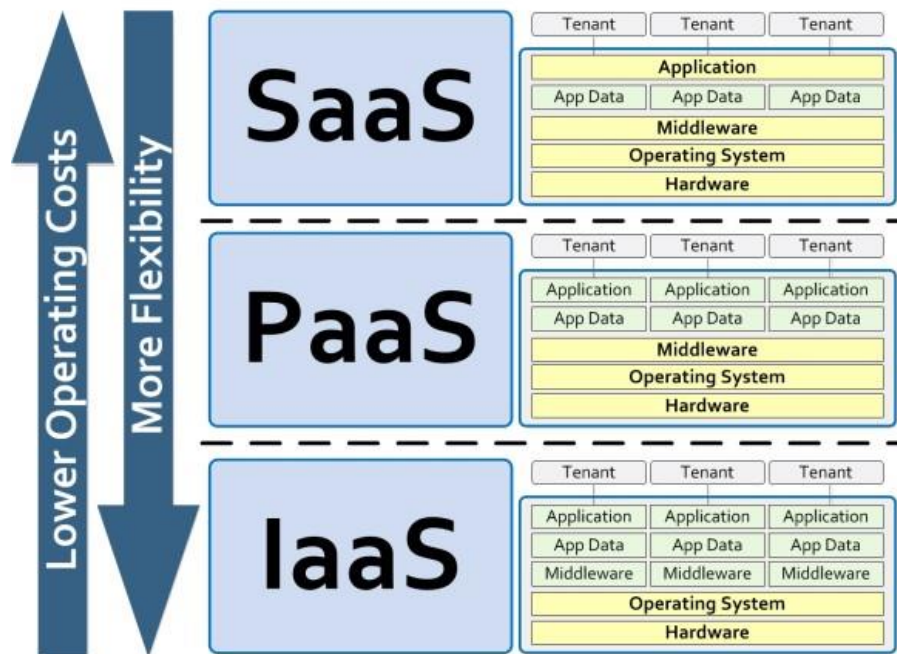 Lower Operating Costs
More Flexibility
SaaS
Tenant Tenant Tenant
Application
App Data App Data App Data
Middleware
Operating System
Hardware
PaaS
Tenant Tenant Tenant
Application Application Application
App Data App Data App Data
Middleware
Operating System
Hardware
IaaS
Tenant Tenant Tenant
Application Application Application
App Data App Data App Data
Middleware Middleware Middleware
Operating System
Hardware